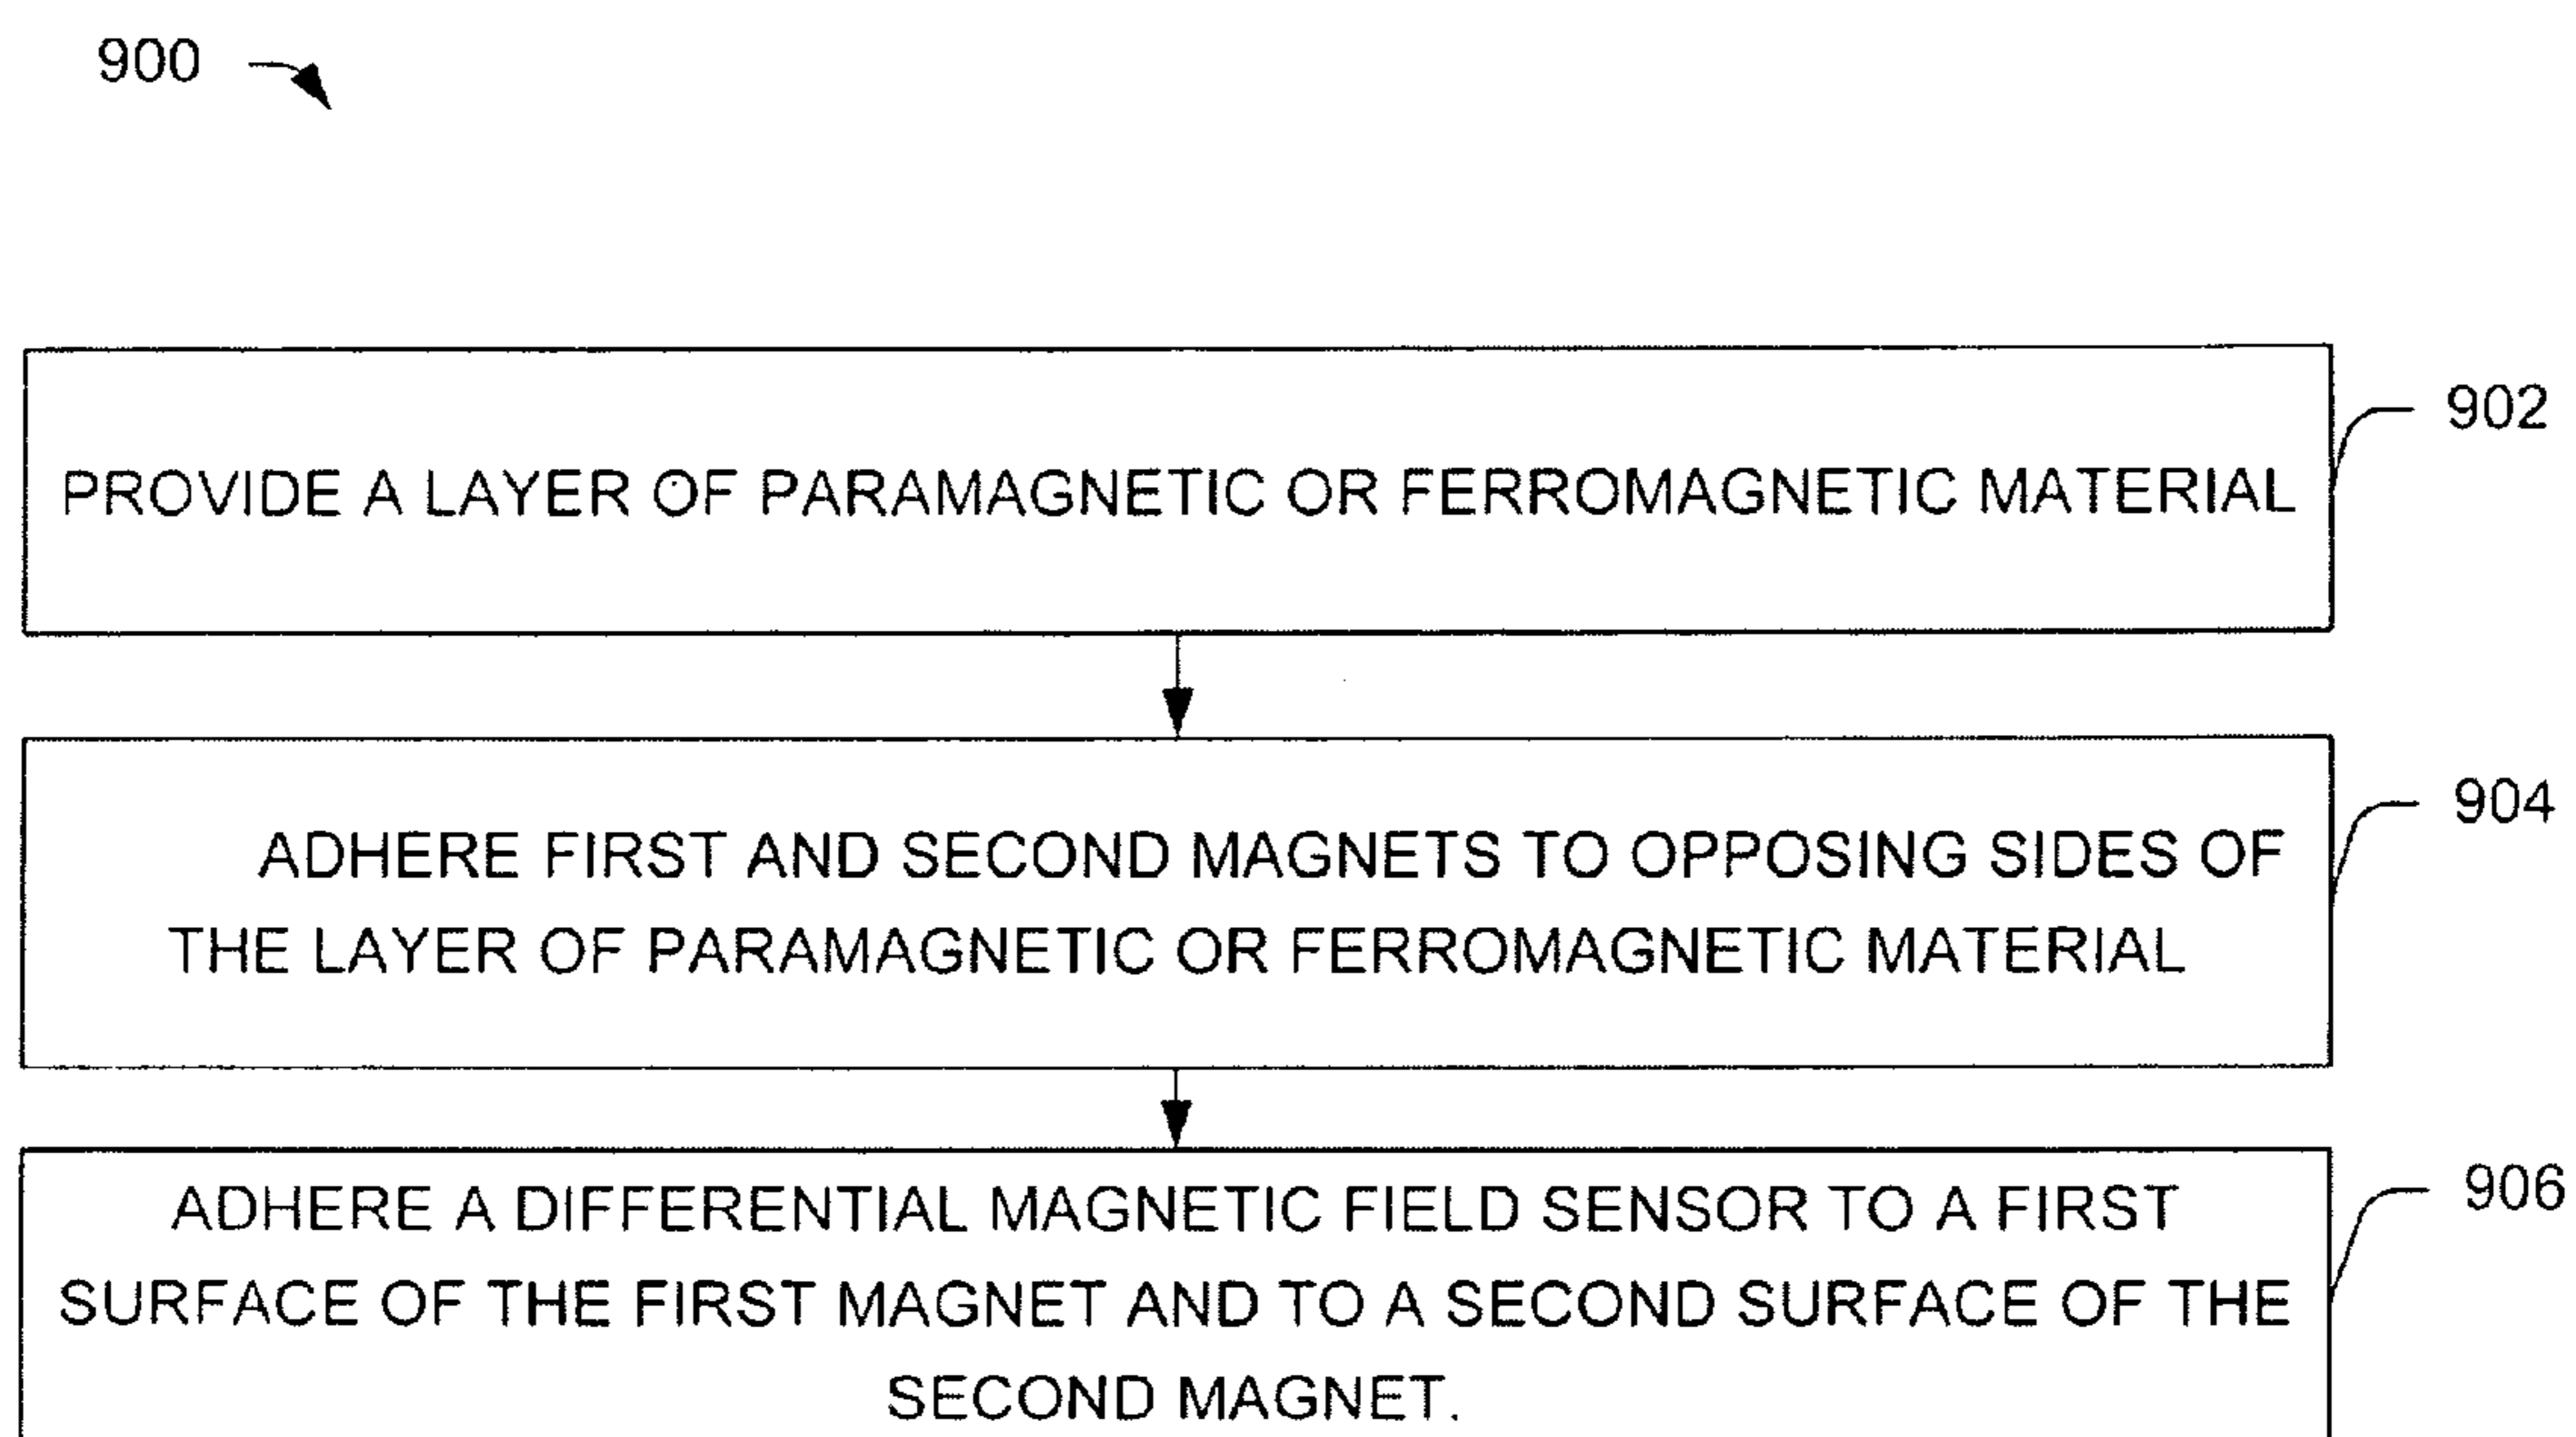 900
902
PROVIDE A LAYER OF PARAMAGNETIC OR FERROMAGNETIC MATERIAL
904
ADHERE FIRST AND SECOND MAGNETS TO OPPOSING SIDES OF
THE LAYER OF PARAMAGNETIC OR FERROMAGNETIC MATERIAL
906
ADHERE A DIFFERENTIAL MAGNETIC FIELD SENSOR TO A FIRST
SURFACE OF THE FIRST MAGNET AND TO A SECOND SURFACE OF THE
SECOND MAGNET.